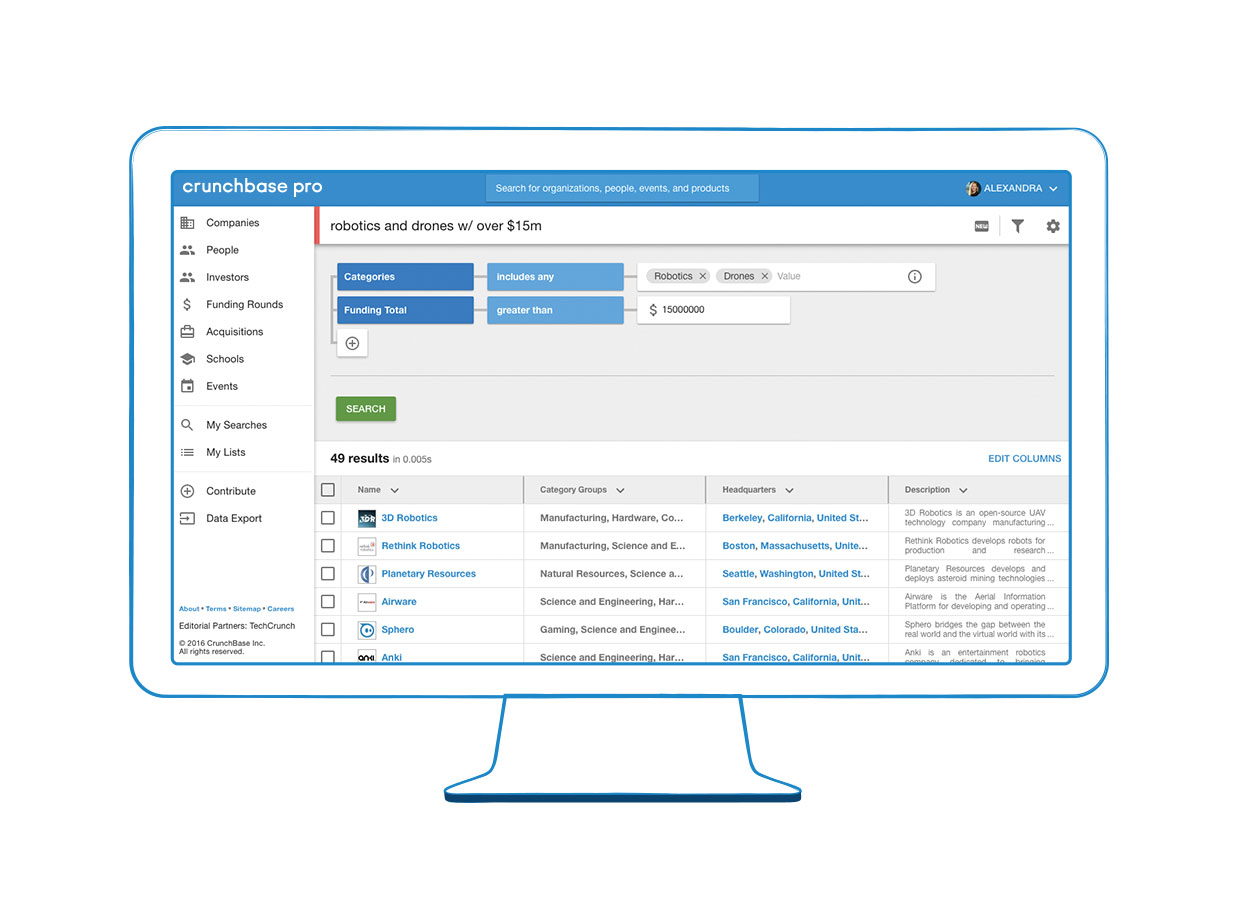 crunchbase pro
Search for organizations, people, events, and products
ALEXANDRA
Companies
People
Investors
Funding Rounds
Acquisitions
Schools
Events
My Searches
My Lists
Contribute
Data Export
About • Terms • Sitemap • Careers
Editorial Partners: TechCrunch
© 2016 CrunchBase Inc.
All rights reserved.
robotics and drones w/ over $15m
NEW
Categories includes any Robotics Drones Value
Funding Total greater than $ 15000000
SEARCH
49 results in 0.005s
EDIT COLUMNS
Name Category Groups Headquarters Description
3DR 3D Robotics Manufacturing, Hardware, Co... Berkeley, California, United St... 3D Robotics is an open-source UAV
technology company manufacturing ...
Rethink Robotics Manufacturing, Science and E... Boston, Massachusetts, Unite... Rethink Robotics develops robots for
production and research ...
Planetary Resources Natural Resources, Science a... Seattle, Washington, United St... Planetary Resources develops and
deploys asteroid mining technologies ...
Airware Science and Engineering, Har... San Francisco, California, Unit... Airware is the Aerial Information
Platform for developing and operating ...
Sphero Gaming, Science and Enginee... Boulder, Colorado, United Sta... Sphero bridges the gap between the
real world and the virtual world with its ...
Anki Science and Engineering, Har... San Francisco, California, Unit... Anki is an entertainment robotics
company dedicated to bringing